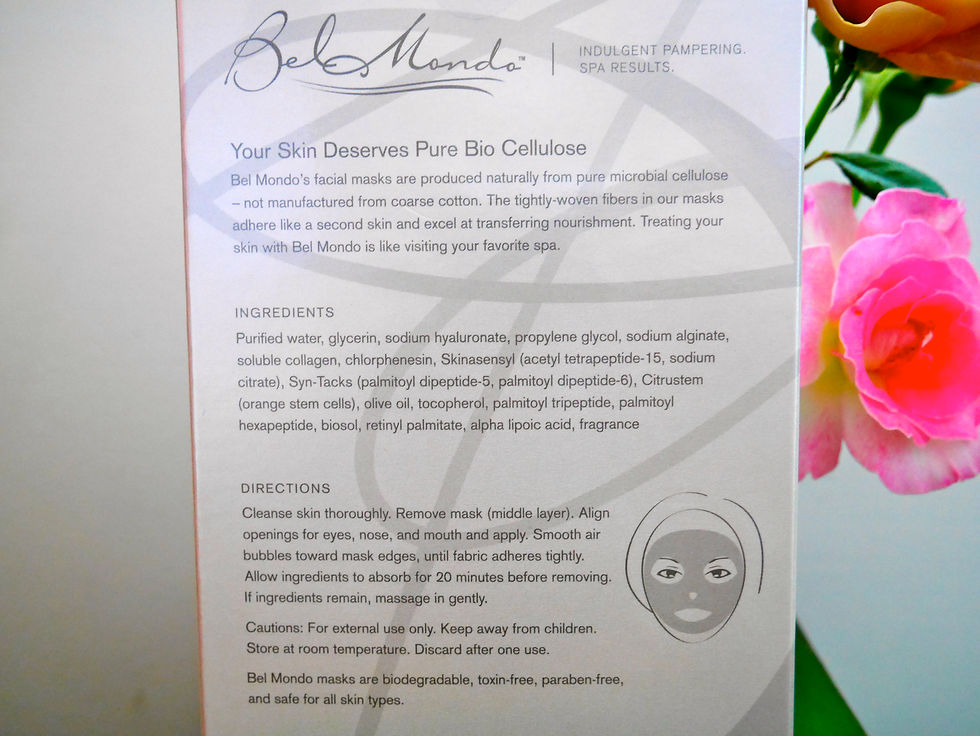 Bel Mondo™
INDULGENT PAMPERING.
SPA RESULTS.
Your Skin Deserves Pure Bio Cellulose
Bel Mondo's facial masks are produced naturally from pure microbial cellulose
– not manufactured from coarse cotton. The tightly-woven fibers in our masks
adhere like a second skin and excel at transferring nourishment. Treating your
skin with Bel Mondo is like visiting your favorite spa.
INGREDIENTS
Purified water, glycerin, sodium hyaluronate, propylene glycol, sodium alginate,
soluble collagen, chlorphenesin, Skinasensyl (acetyl tetrapeptide-15, sodium
citrate), Syn-Tacks (palmitoyl dipeptide-5, palmitoyl dipeptide-6), Citrustem
(orange stem cells), olive oil, tocopherol, palmitoyl tripeptide, palmitoyl
hexapeptide, biosol, retinyl palmitate, alpha lipoic acid, fragrance
DIRECTIONS
Cleanse skin thoroughly. Remove mask (middle layer). Align
openings for eyes, nose, and mouth and apply. Smooth air
bubbles toward mask edges, until fabric adheres tightly.
Allow ingredients to absorb for 20 minutes before removing.
If ingredients remain, massage in gently.
Cautions: For external use only. Keep away from children.
Store at room temperature. Discard after one use.
Bel Mondo masks are biodegradable, toxin-free, paraben-free,
and safe for all skin types.